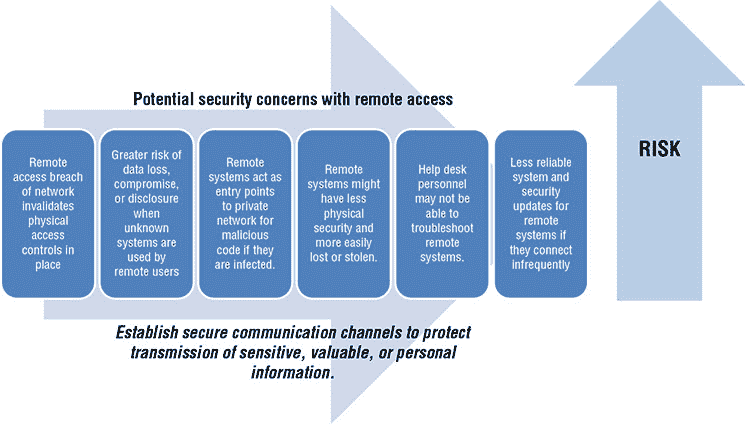 Potential security concerns with remote access
RISK
Remote
access breach
of network
invalidates
physical
access
controls in
place
Greater risk of
data loss,
compromise,
or disclosure
when
unknown
systems are
used by
remote users
Remote
systems act as
entry points
to private
network for
malicious
code if they
are infected.
Remote
systems might
have less
physical
security and
more easily
lost or stolen.
Help desk
personnel
may not be
able to
troubleshoot
remote
systems.
Less reliable
system and
security
updates for
remote
systems if
they connect
infrequently
Establish secure communication channels to protect
transmission of sensitive, valuable, or personal
information.